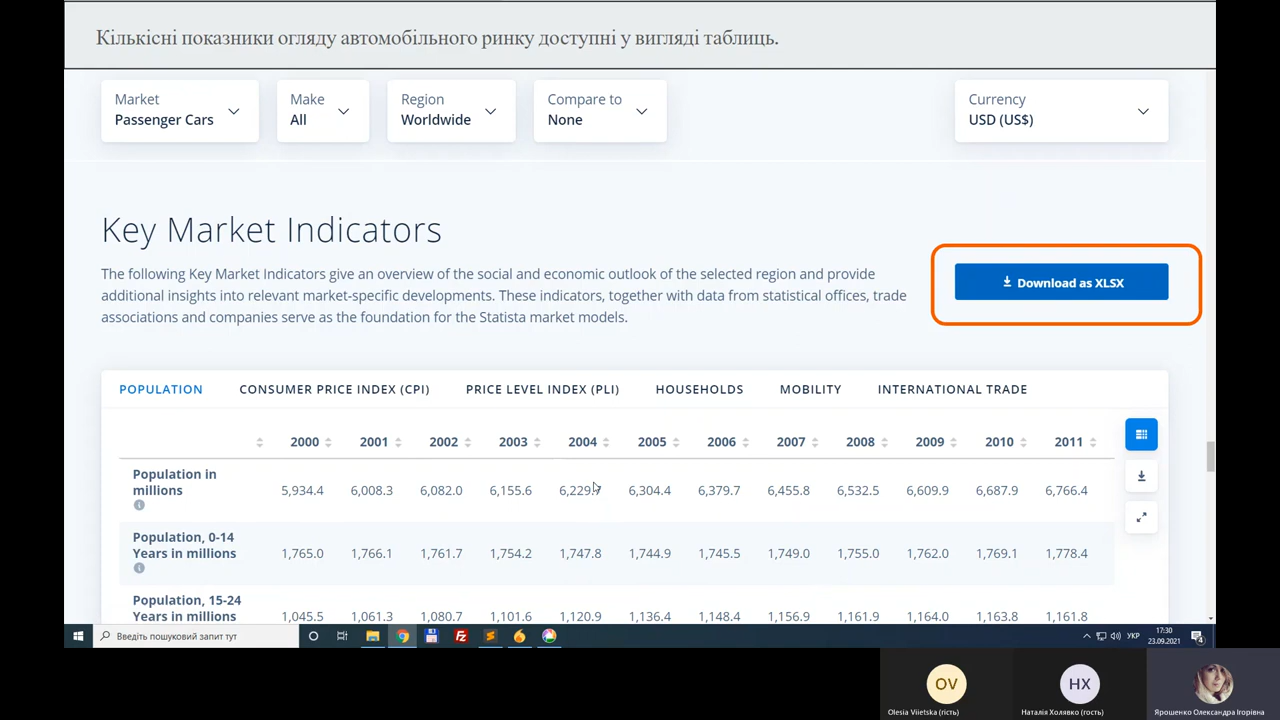 Кількісні показники огляду автомобільного ринку доступні у вигляді таблиць.
Market Make Region Compare to Currency
Passenger Cars All Worldwide None USD (US$)
Key Market Indicators
The following Key Market Indicators give an overview of the social and economic outlook of the selected region and provide
additional insights into relevant market-specific developments. These indicators, together with data from statistical offices, trade
associations and companies serve as the foundation for the Statista market models.
Download as XLSX
POPULATION CONSUMER PRICE INDEX (CPI) PRICE LEVEL INDEX (PLI) HOUSEHOLDS MOBILITY INTERNATIONAL TRADE
2000 2001 2002 2003 2004 2005 2006 2007 2008 2009 2010 2011
Population in
millions 5,934.4 6,008.3 6,082.0 6,155.6 6,229.7 6,304.4 6,379.7 6,455.8 6,532.5 6,609.9 6,687.9 6,766.4
Population, 0-14
Years in millions 1,765.0 1,766.1 1,761.7 1,754.2 1,747.8 1,744.9 1,745.5 1,749.0 1,755.0 1,762.0 1,769.1 1,778.4
Population, 15-24
Years in millions 1,045.5 1,061.3 1,080.7 1,101.6 1,120.9 1,136.4 1,148.4 1,156.9 1,161.9 1,164.0 1,163.8 1,161.8
Введіть пошуковий запит тут
УКР
17:30
23.09.2021
4
OV НХ
Olesia Viietska (гість) Наталія Холявко (гость) Ярошенко Олександра Ігорівна